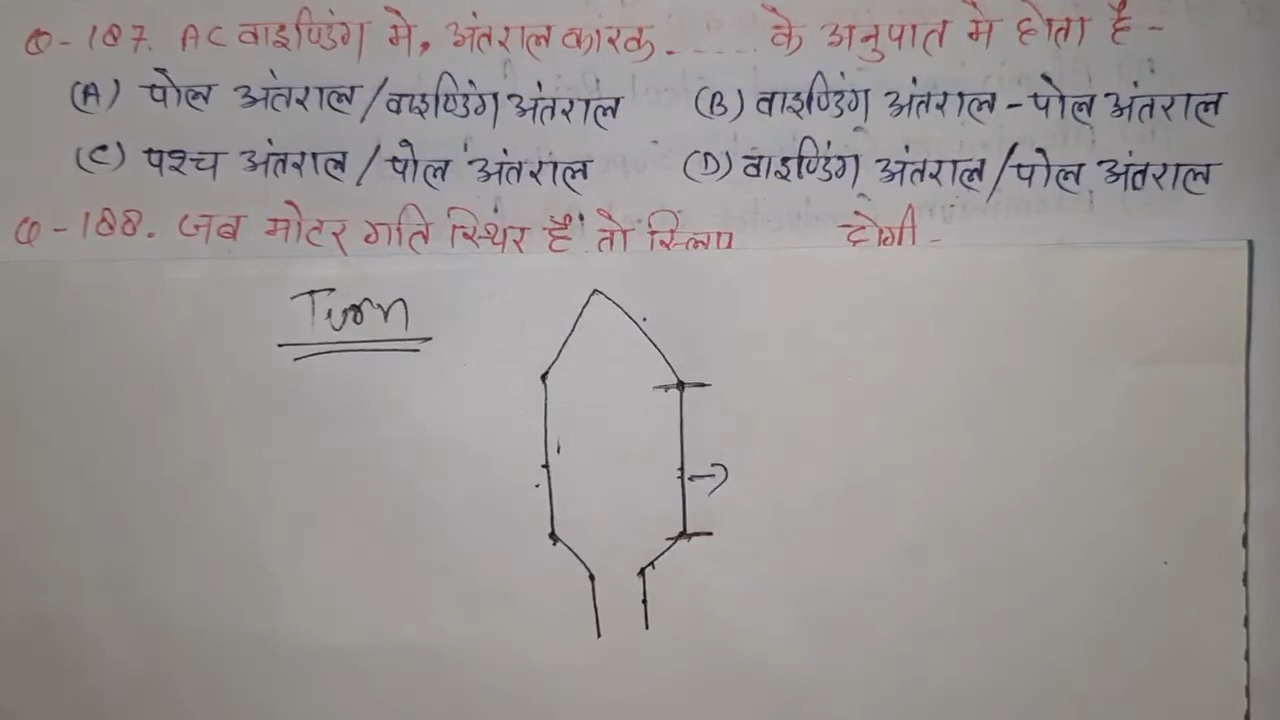 Q-187. AC वाइण्डिंग मे, अंतराल कारक ..... के अनुपात मे होता है -
(A) पोल अंतराल/वाइण्डिंग अंतराल (B) वाइण्डिंग अंतराल - पोल अंतराल
(C) पश्च अंतराल/पोल अंतराल (D) वाइण्डिंग अंतराल/पोल अंतराल
Q-188. जब मोटर गति स्थिर है तो स्लिप होगी -
Turn